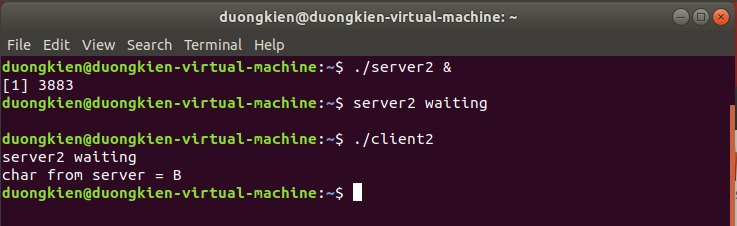 duongkien@duongkien-virtual-machine: ~
File Edit View Search Terminal Help
duongkien@duongkien-virtual-machine:~$ ./server2 &
[1] 3883
duongkien@duongkien-virtual-machine:~$ server2 waiting
duongkien@duongkien-virtual-machine:~$ ./client2
server2 waiting
char from server = B
duongkien@duongkien-virtual-machine:~$